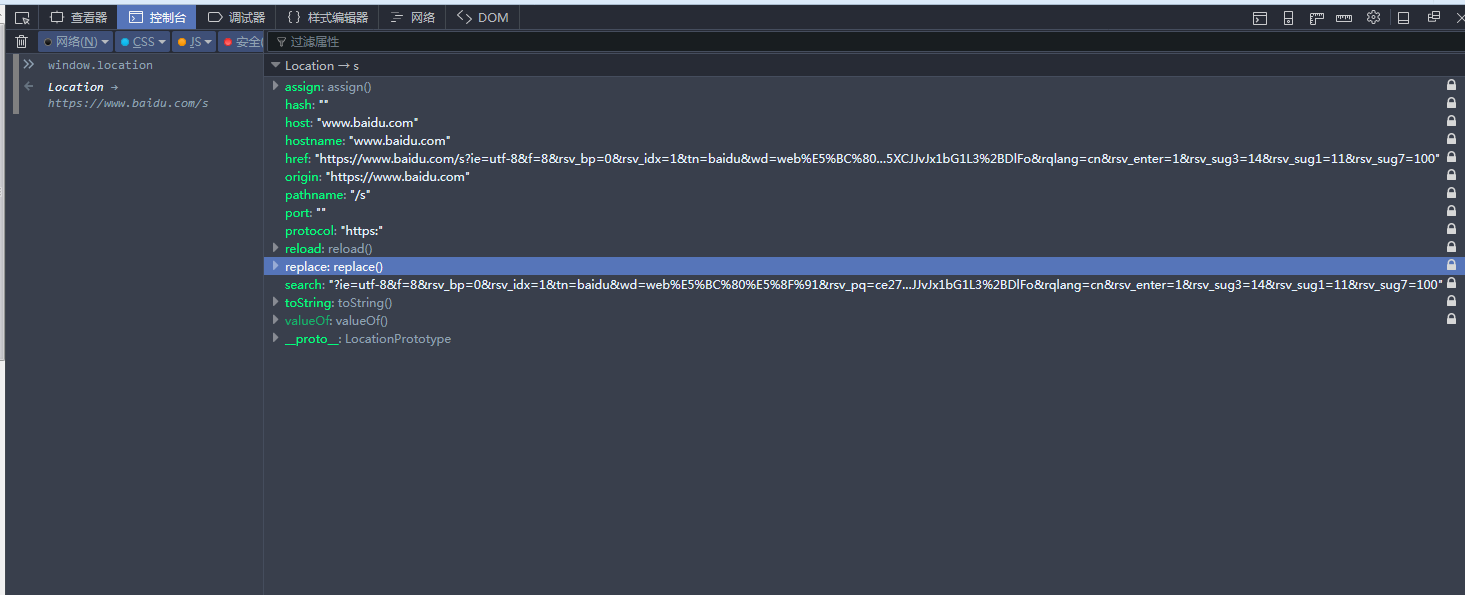 查看器 控制台 调试器 {} 样式编辑器 网络 DOM
网络(N) CSS JS 安全( 过滤属性
window.location
Location →
https://www.baidu.com/s
Location → s
assign: assign()
hash: ""
host: "www.baidu.com"
hostname: "www.baidu.com"
href: "https://www.baidu.com/s?ie=utf-8&f=8&rsv_bp=0&rsv_idx=1&tn=baidu&wd=web%E5%BC%80...5XCJJvJx1bG1L3%2BDlFo&rqlang=cn&rsv_enter=1&rsv_sug3=14&rsv_sug1=11&rsv_sug7=100"
origin: "https://www.baidu.com"
pathname: "/s"
port: ""
protocol: "https:"
reload: reload()
replace: replace()
search: "?ie=utf-8&f=8&rsv_bp=0&rsv_idx=1&tn=baidu&wd=web%E5%BC%80%E5%8F%91&rsv_pq=ce27...JJvJx1bG1L3%2BDlFo&rqlang=cn&rsv_enter=1&rsv_sug3=14&rsv_sug1=11&rsv_sug7=100"
toString: toString()
valueOf: valueOf()
__proto__: LocationPrototype